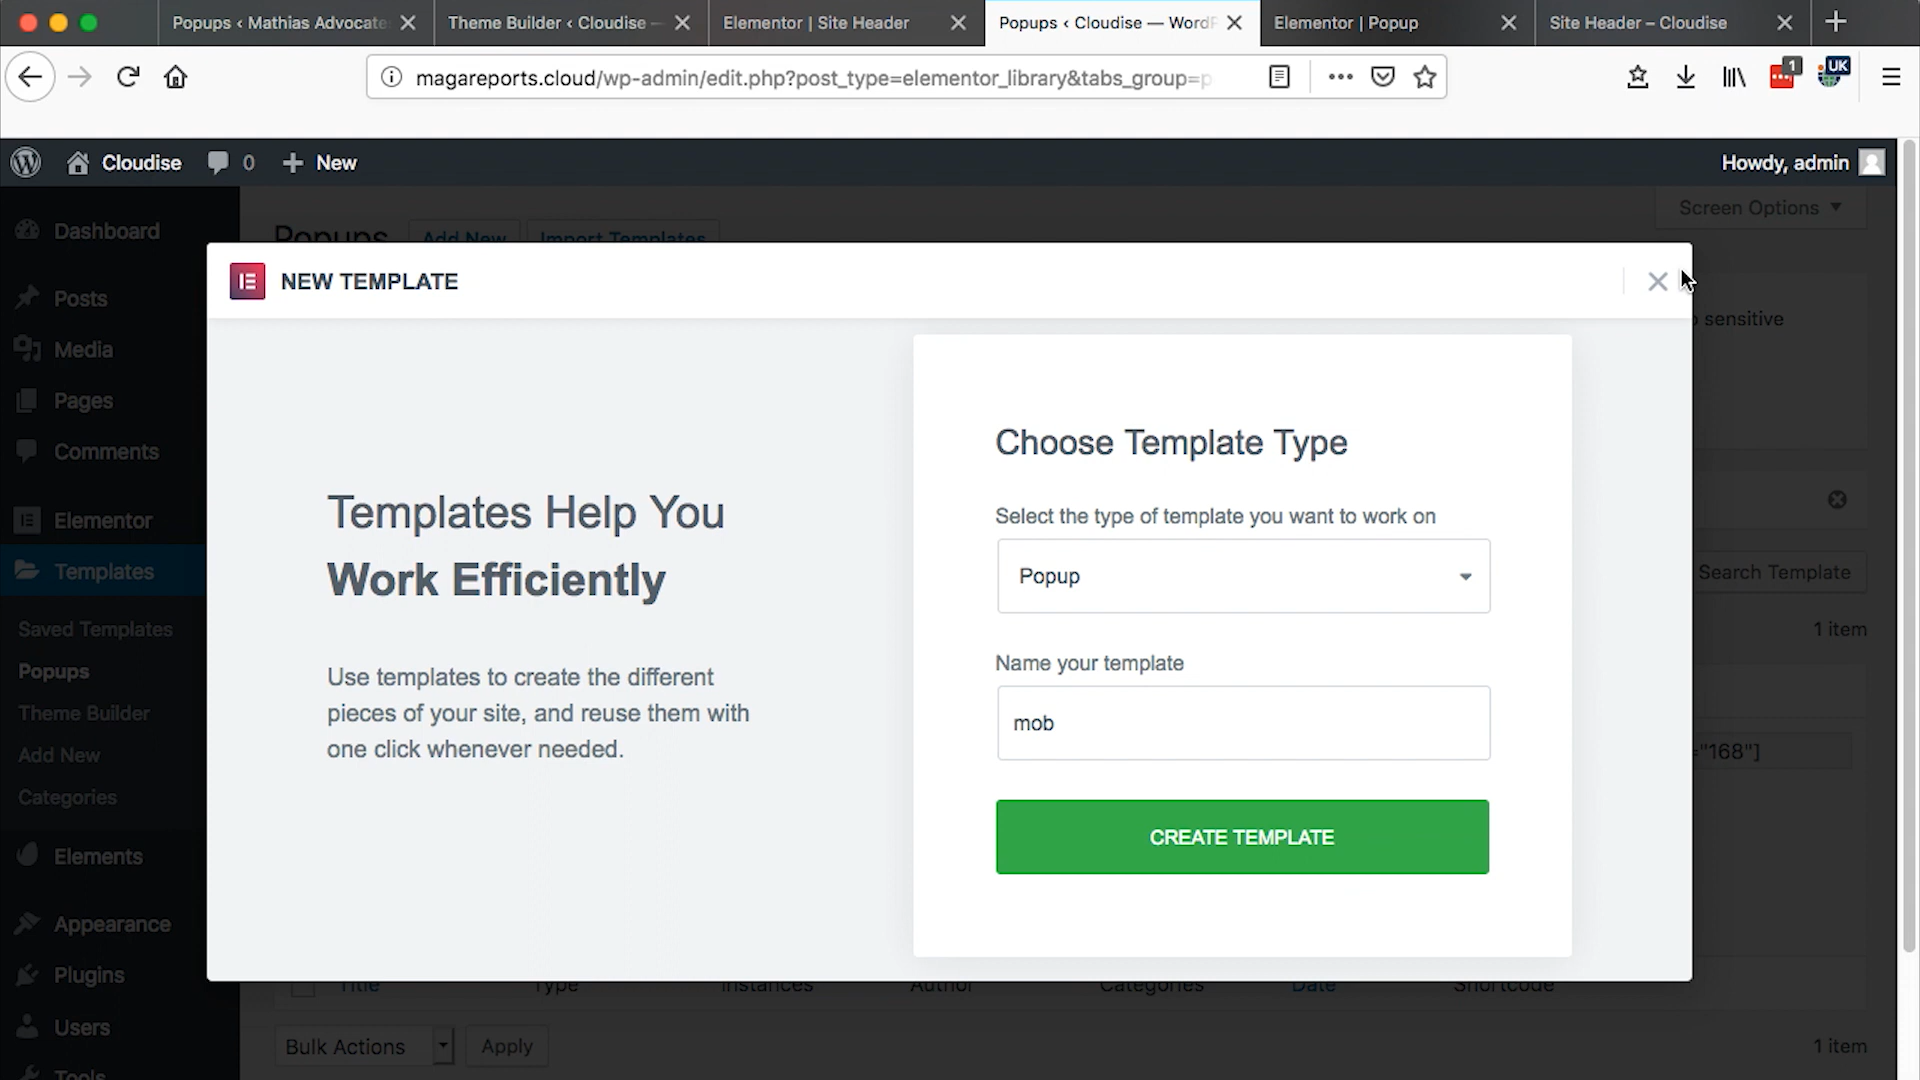 Popups ‹ Mathias Advocate
Theme Builder ‹ Cloudise —
Elementor | Site Header
Popups ‹ Cloudise — WordP
Elementor | Popup
Site Header – Cloudise
magareports.cloud/wp-admin/edit.php?post_type=elementor_library&tabs_group=p
1
UK
Cloudise
0
New
Howdy, admin
Dashboard
Posts
Media
Pages
Comments
Elementor
Templates
Saved Templates
Popups
Theme Builder
Add New
Categories
Elements
Appearance
Plugins
Users
Tools
Popups
Add New
Import Templates
Screen Options
NEW TEMPLATE
sensitive
Templates Help You
Work Efficiently
Use templates to create the different
pieces of your site, and reuse them with
one click whenever needed.
Choose Template Type
Select the type of template you want to work on
Popup
Name your template
mob
CREATE TEMPLATE
Search Template
1 item
="168"]
Title
Type
Instances
Author
Categories
Date
Shortcode
Bulk Actions
Apply
1 item